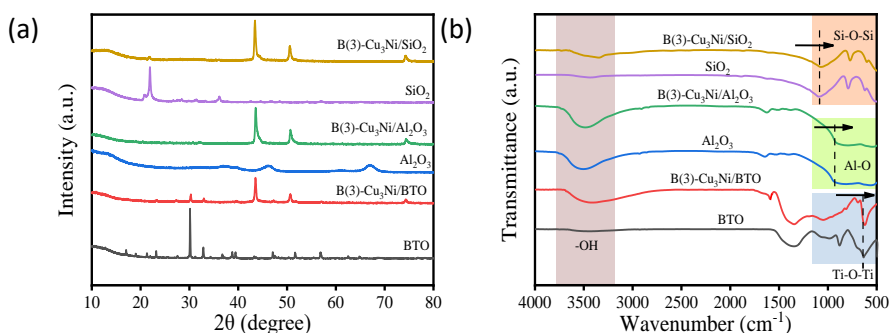 (a)
Intensity (a.u.)
B(3)-Cu₃Ni/SiO₂
SiO₂
B(3)-Cu₃Ni/Al₂O₃
Al₂O₃
B(3)-Cu₃Ni/BTO
BTO
10 20 30 40 50 60 70 80
2θ (degree)
(b)
Transmittance (a.u.)
B(3)-Cu₃Ni/SiO₂
Si-O-Si
SiO₂
B(3)-Cu₃Ni/Al₂O₃
Al₂O₃
Al-O
B(3)-Cu₃Ni/BTO
BTO
-OH
Ti-O-Ti
4000 3500 3000 2500 2000 1500 1000 500
Wavenumber (cm⁻¹)